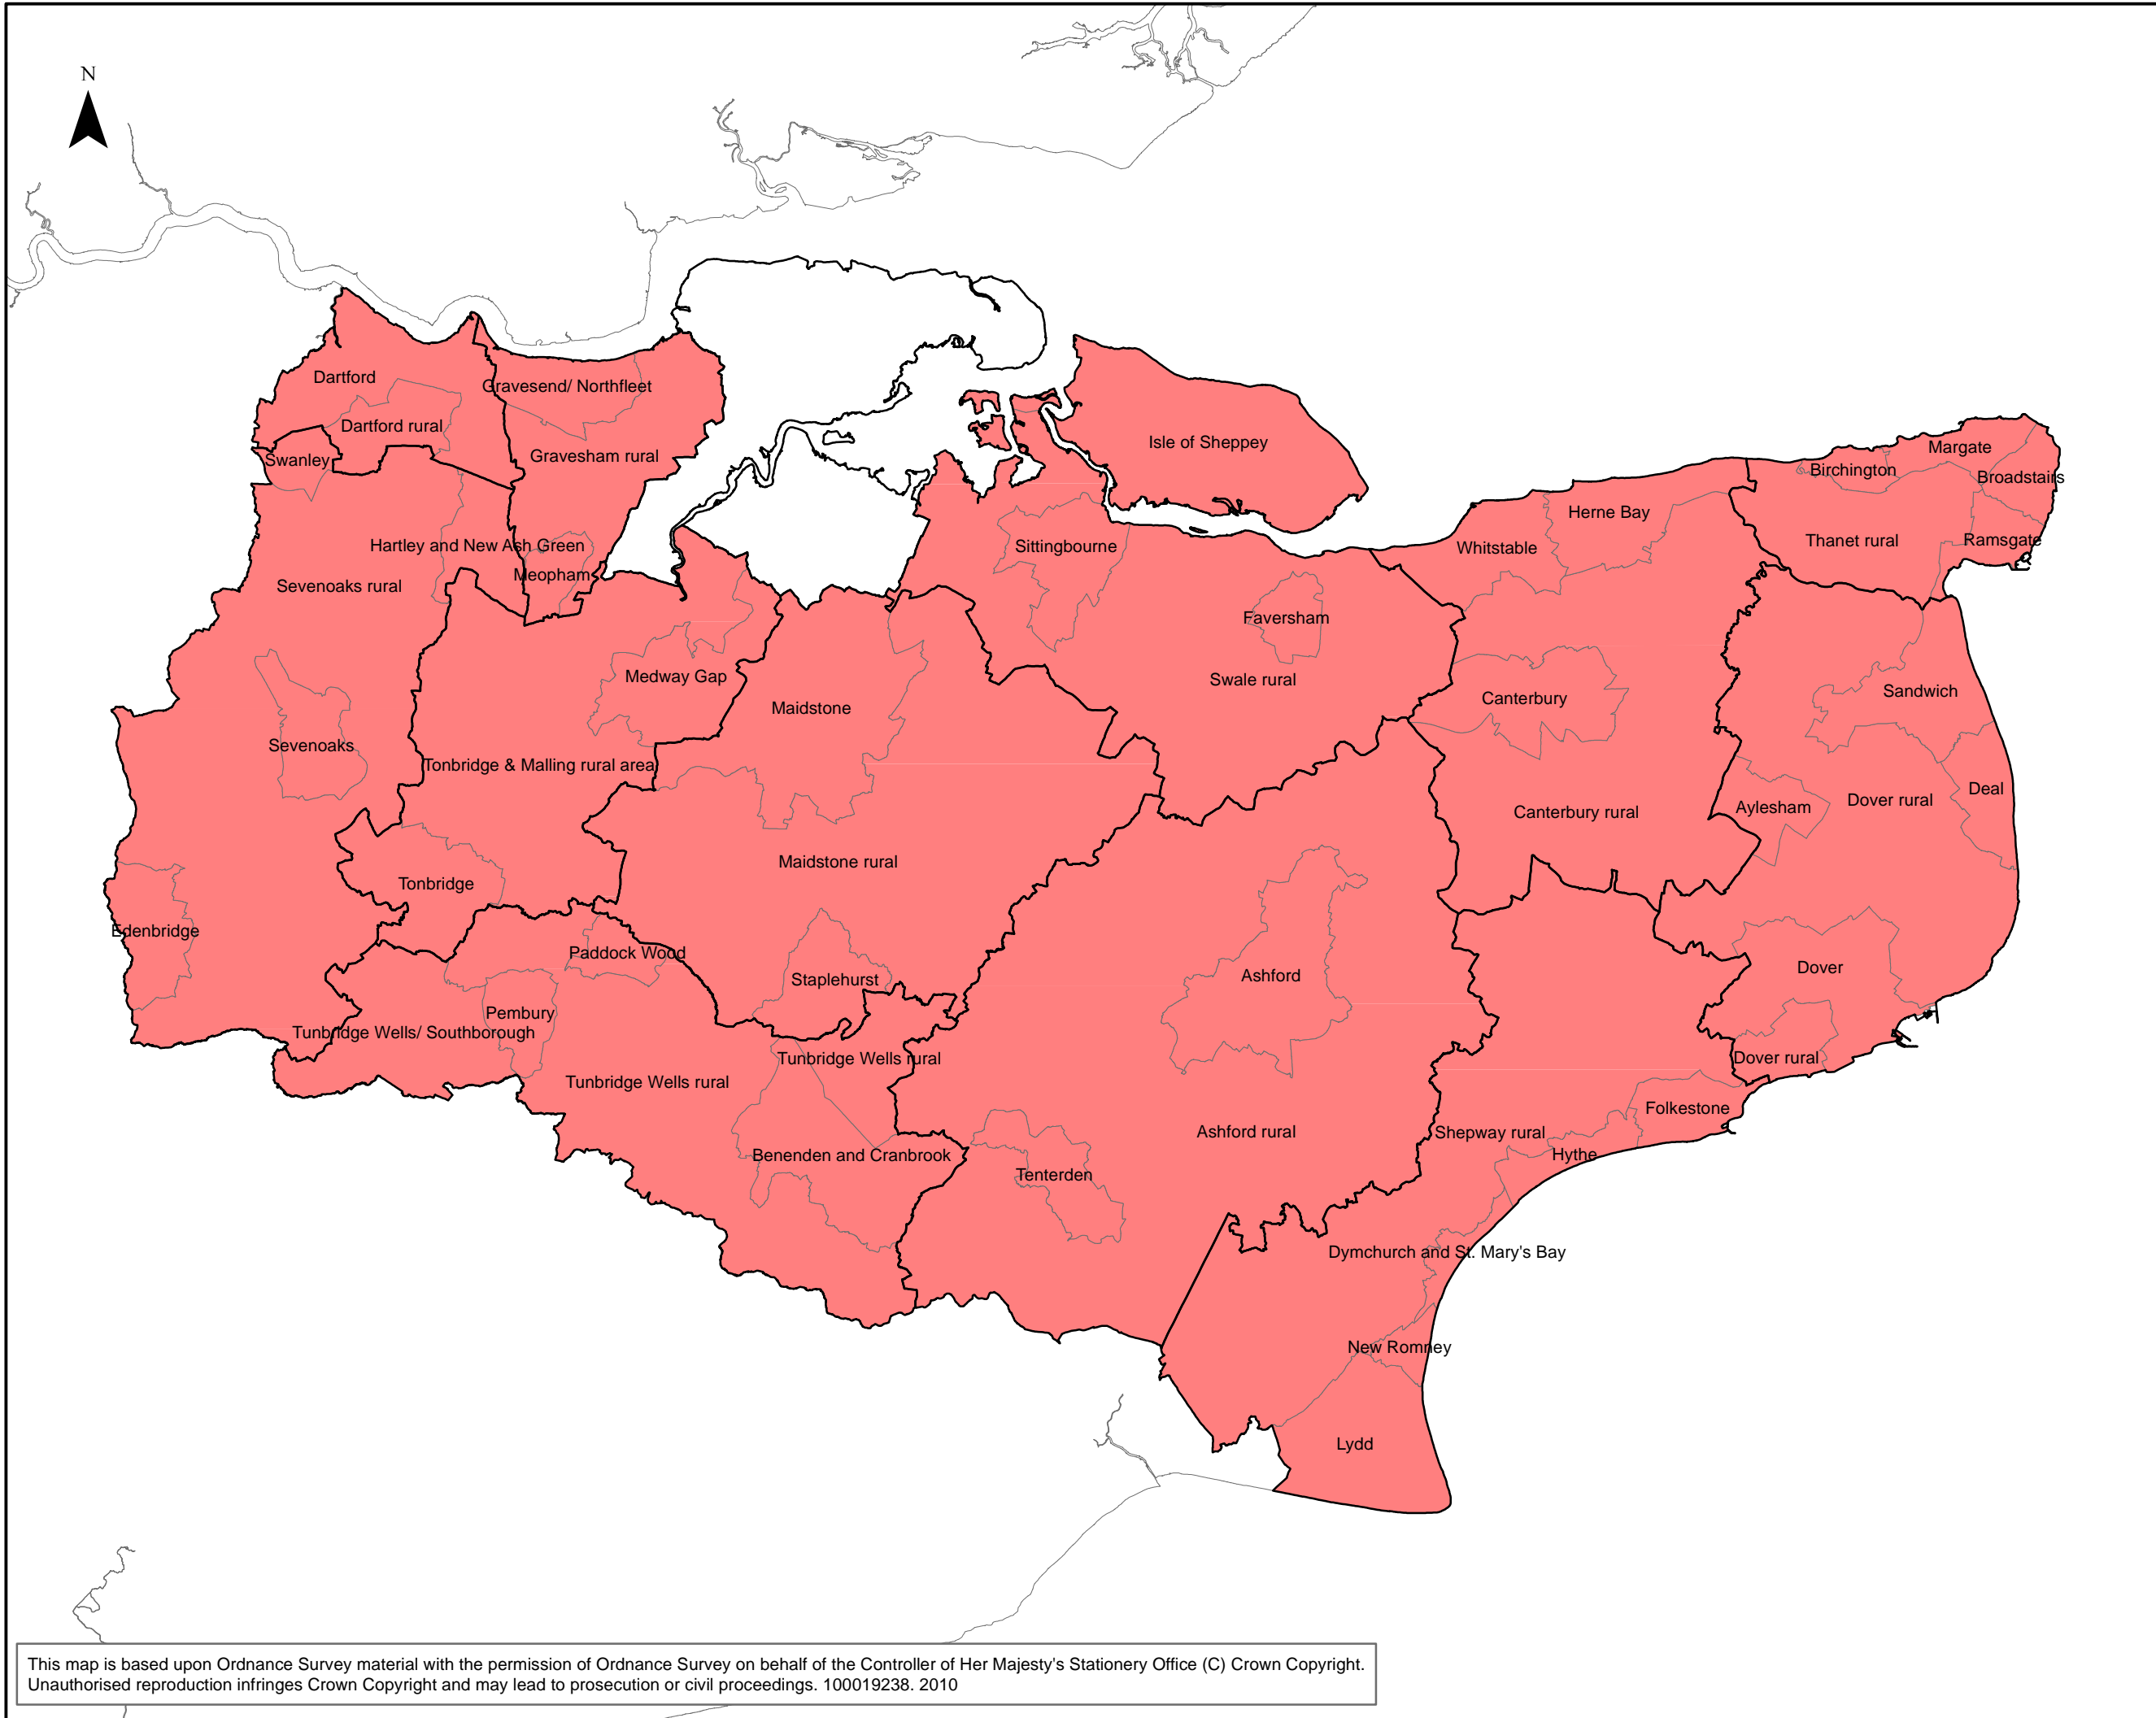 N
Dartford
Gravesend/ Northfleet
Dartford rural
Isle of Sheppey
Margate
Swanley
Gravesham rural
Birchington
Broadstairs
Herne Bay
Hartley and New Ash Green
Sittingbourne
Whitstable
Thanet rural
Ramsgate
Meopham
Sevenoaks rural
Faversham
Medway Gap
Swale rural
Sandwich
Canterbury
Maidstone
Sevenoaks
Tonbridge & Malling rural area
Deal
Dover rural
Aylesham
Canterbury rural
Maidstone rural
Tonbridge
Edenbridge
Paddock Wood
Dover
Staplehurst
Ashford
Pembury
Tunbridge Wells/ Southborough
Tunbridge Wells rural
Dover rural
Tunbridge Wells rural
Folkestone
Ashford rural
Shepway rural
Benenden and Cranbrook
Hythe
Tenterden
Dymchurch and St. Mary's Bay
New Romney
Lydd
This map is based upon Ordnance Survey material with the permission of Ordnance Survey on behalf of the Controller of Her Majesty's Stationery Office (C) Crown Copyright.
Unauthorised reproduction infringes Crown Copyright and may lead to prosecution or civil proceedings. 100019238. 2010